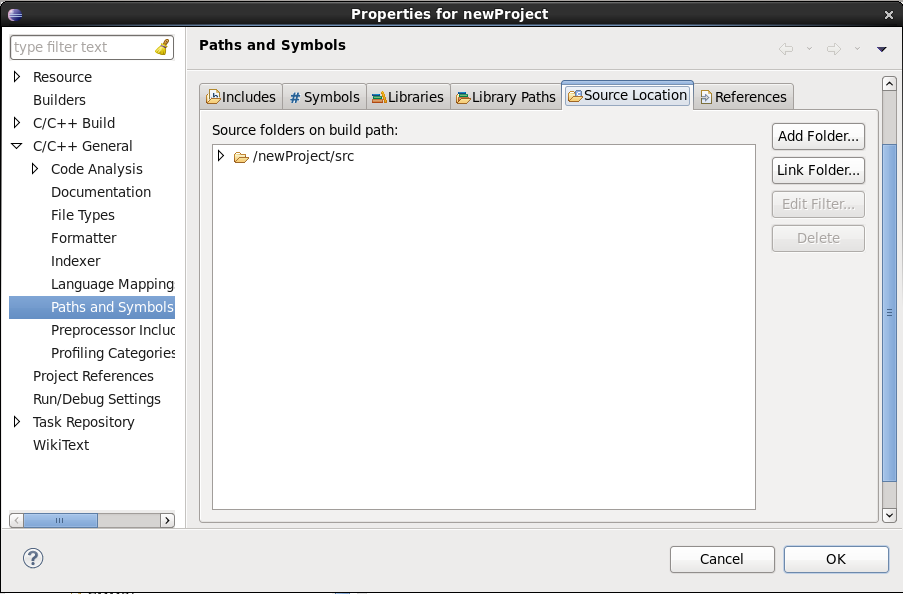 Properties for newProject
type filter text
Resource
Builders
C/C++ Build
C/C++ General
Code Analysis
Documentation
File Types
Formatter
Indexer
Language Mapping
Paths and Symbols
Preprocessor Includ
Profiling Categories
Project References
Run/Debug Settings
Task Repository
WikiText
Paths and Symbols
Includes
# Symbols
Libraries
Library Paths
Source Location
References
Source folders on build path:
/newProject/src
Add Folder...
Link Folder...
Edit Filter...
Delete
?
Cancel
OK